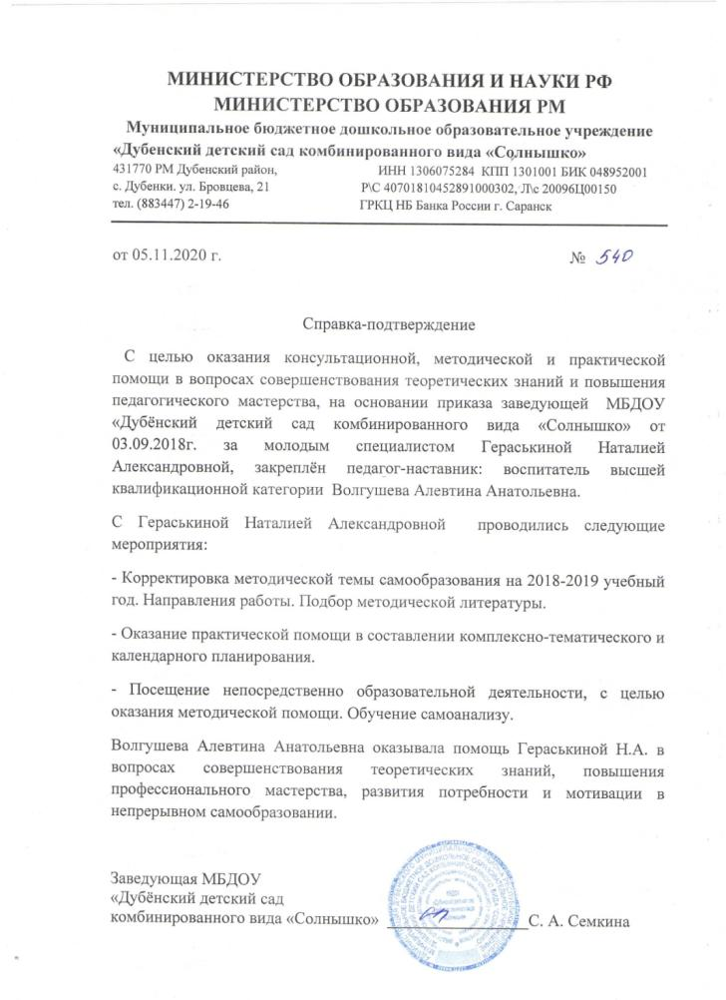 МИНИСТЕРСТВО ОБРАЗОВАНИЯ И НАУКИ РФ
МИНИСТЕРСТВО ОБРАЗОВАНИЯ РМ
Муниципальное бюджетное дошкольное образовательное учреждение
«Дубенский детский сад комбинированного вида «Солнышко»
431770 РМ Дубенский район, ИНН 1306075284 КПП 1301001 БИК 048952001
с. Дубенки. ул. Бровцева, 21 Р\С 40701810452891000302, Л\с 20096Ц00150
тел. (883447) 2-19-46 ГРКЦ НБ Банка России г. Саранск
от 05.11.2020 г. № 540
Справка-подтверждение
С целью оказания консультационной, методической и практической
помощи в вопросах совершенствования теоретических знаний и повышения
педагогического мастерства, на основании приказа заведующей МБДОУ
«Дубёнский детский сад комбинированного вида «Солнышко» от
03.09.2018г. за молодым специалистом Гераськиной Наталией
Александровной, закреплён педагог-наставник: воспитатель высшей
квалификационной категории Волгушева Алевтина Анатольевна.
С Гераськиной Наталией Александровной проводились следующие
мероприятия:
- Корректировка методической темы самообразования на 2018-2019 учебный
год. Направления работы. Подбор методической литературы.
- Оказание практической помощи в составлении комплексно-тематического и
календарного планирования.
- Посещение непосредственно образовательной деятельности, с целью
оказания методической помощи. Обучение самоанализу.
Волгушева Алевтина Анатольевна оказывала помощь Гераськиной Н.А. в
вопросах совершенствования теоретических знаний, повышения
профессионального мастерства, развития потребности и мотивации в
непрерывном самообразовании.
Заведующая МБДОУ
«Дубёнский детский сад
комбинированного вида «Солнышко» С. А. Семкина